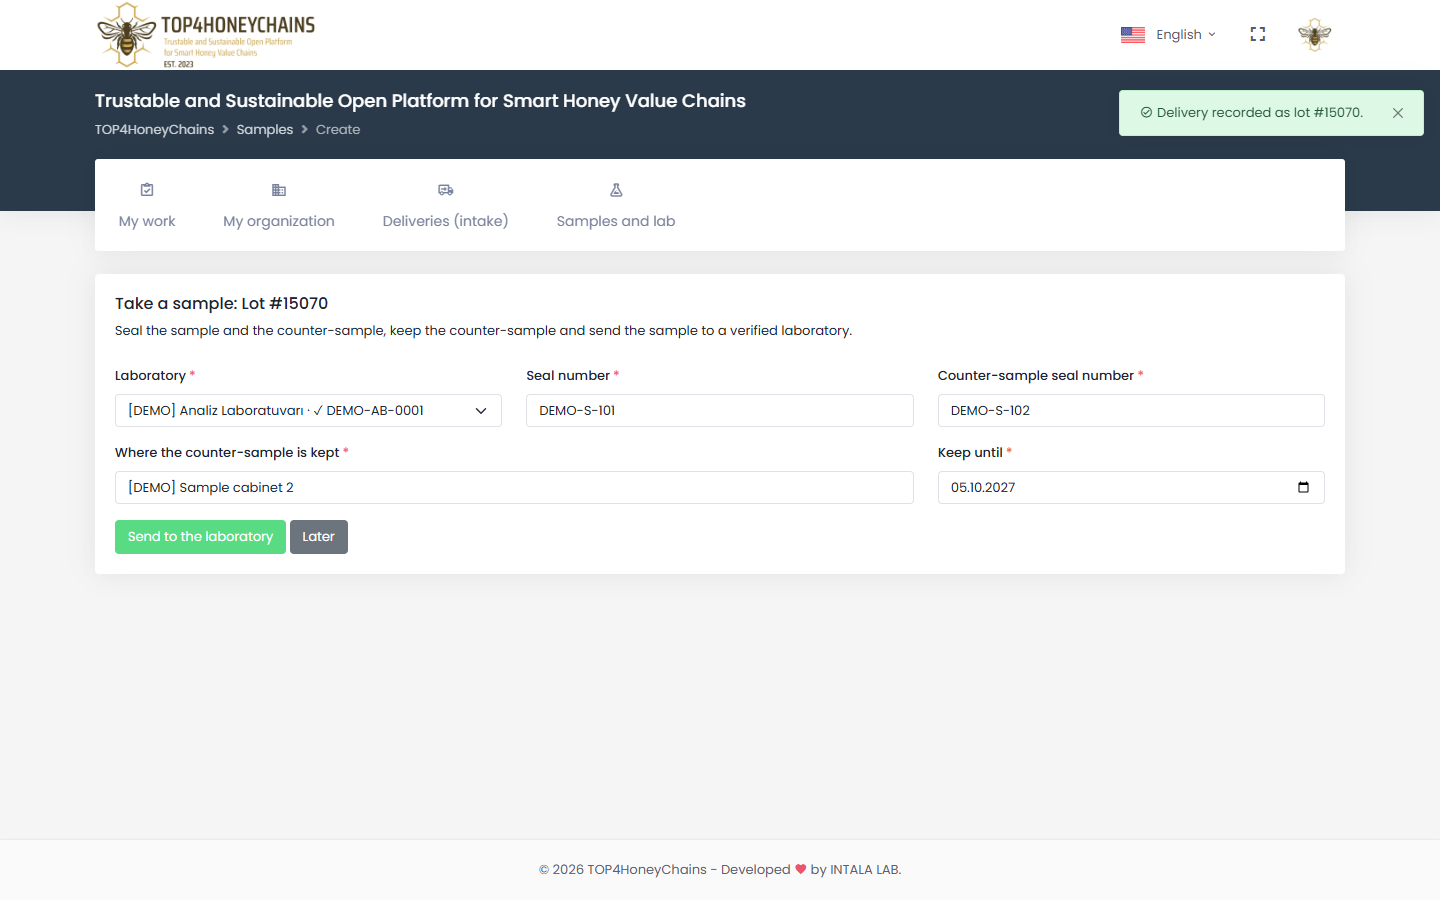 TOP4HONEYCHAINS
Trustable and Sustainable Open Platform
for Smart Honey Value Chains
EST. 2023
English
Trustable and Sustainable Open Platform for Smart Honey Value Chains
TOP4HoneyChains > Samples > Create
Delivery recorded as lot #15070.
My work
My organization
Deliveries (intake)
Samples and lab
Take a sample: Lot #15070
Seal the sample and the counter-sample, keep the counter-sample and send the sample to a verified laboratory.
Laboratory *
Seal number *
Counter-sample seal number *
[DEMO] Analiz Laboratuvarı · ✓ DEMO-AB-0001
DEMO-S-101
DEMO-S-102
Where the counter-sample is kept *
Keep until *
[DEMO] Sample cabinet 2
05.10.2027
Send to the laboratory
Later
© 2026 TOP4HoneyChains - Developed ♥ by INTALA LAB.